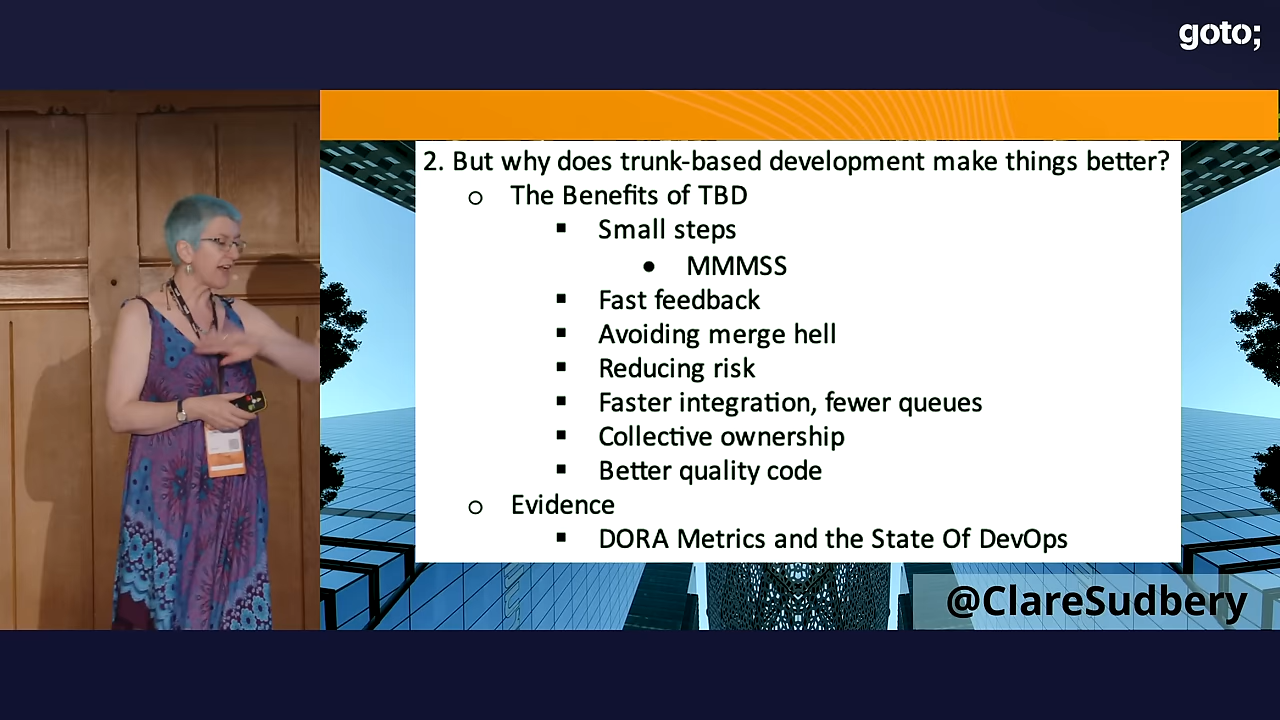 goto;
2. But why does trunk-based development make things better?
The Benefits of TBD
Small steps
MMMSS
Fast feedback
Avoiding merge hell
Reducing risk
Faster integration, fewer queues
Collective ownership
Better quality code
Evidence
DORA Metrics and the State Of DevOps
@ClareSudbery